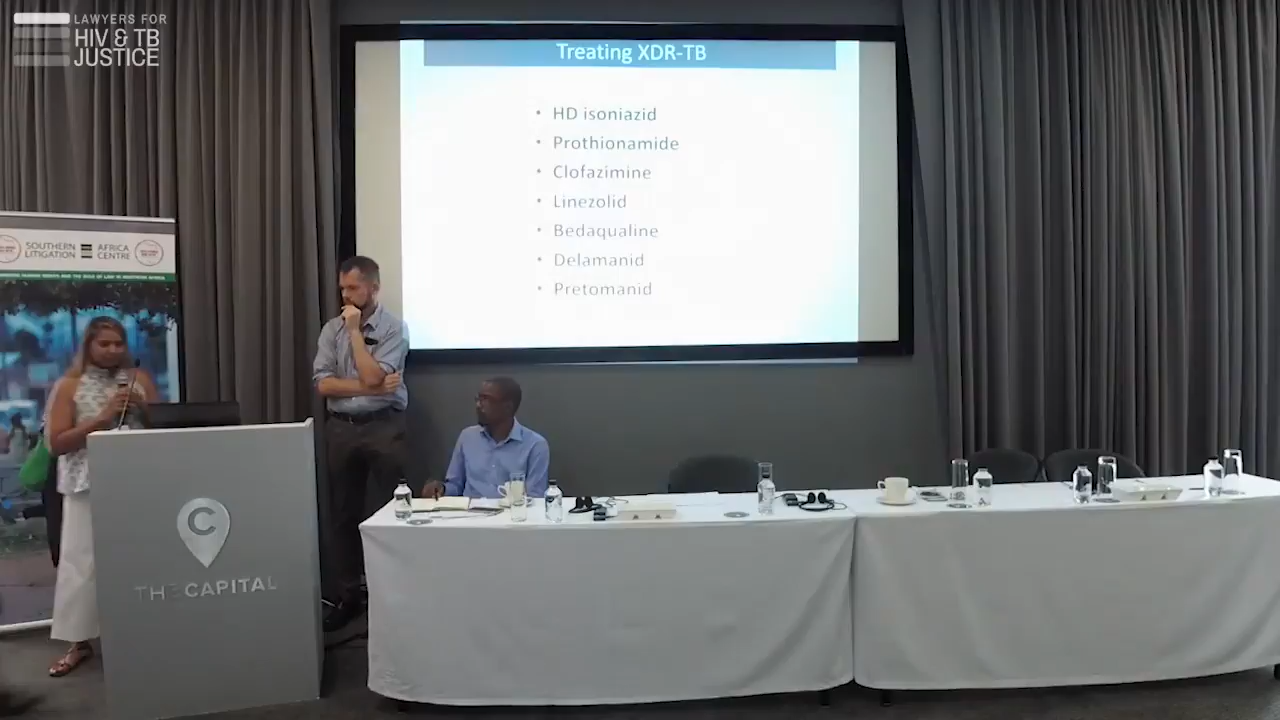 LAWYERS FOR
HIV & TB
JUSTICE
Treating XDR-TB
• HD isoniazid
• Prothionamide
• Clofazimine
• Linezolid
• Bedaqualine
• Delamanid
• Pretomanid
SOUTHERN AFRICA
LITIGATION CENTRE
C
THE CAPITAL